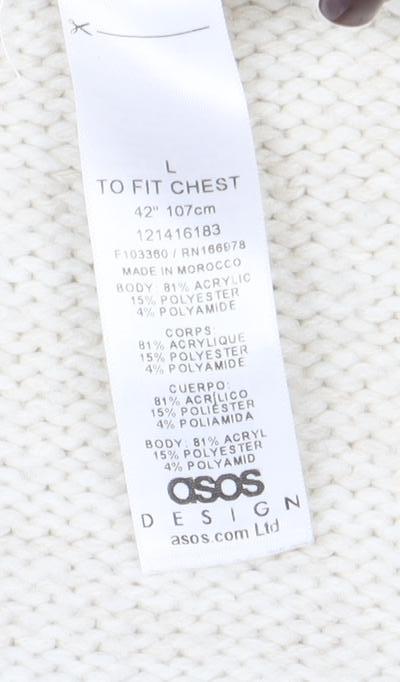 L
TO FIT CHEST
42" 107cm
121416183
F103360 / RN166978
MADE IN MOROCCO
BODY: 81% ACRYLIC
15% POLYESTER
4% POLYAMIDE
CORPS:
81% ACRYLIQUE
15% POLYESTER
4% POLYAMIDE
CUERPO:
81% ACRÍLICO
15% POLIÉSTER
4% POLIAMIDA
BODY: 81% ACRYL
15% POLYESTER
4% POLYAMID
asos
DESIGN
asos.com Ltd